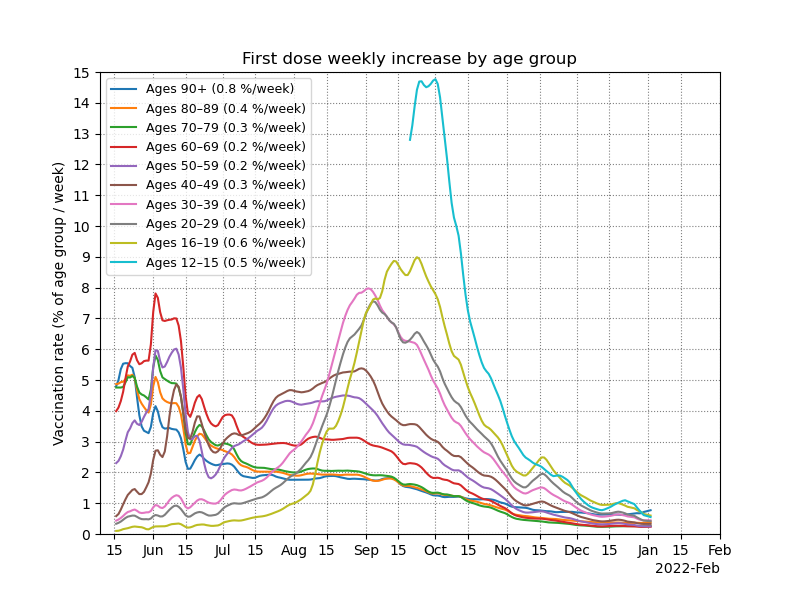 First dose weekly increase by age group
Vaccination rate (% of age group / week)
15
14
13
12
11
10
9
8
7
6
5
4
3
2
1
0
Ages 90+ (0.8 %/week)
Ages 80–89 (0.4 %/week)
Ages 70–79 (0.3 %/week)
Ages 60–69 (0.2 %/week)
Ages 50–59 (0.2 %/week)
Ages 40–49 (0.3 %/week)
Ages 30–39 (0.4 %/week)
Ages 20–29 (0.4 %/week)
Ages 16–19 (0.6 %/week)
Ages 12–15 (0.5 %/week)
15 Jun 15 Jul 15 Aug 15 Sep 15 Oct 15 Nov 15 Dec 15 Jan 15 Feb
2022-Feb